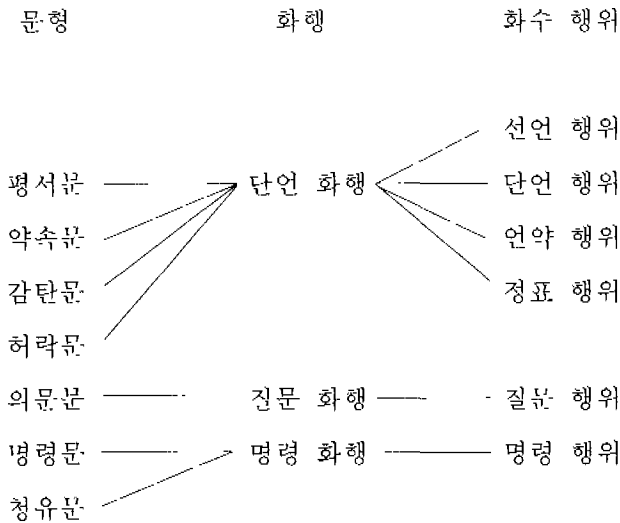 문형 화행 화수 행위
선언 행위
평서문 단언 화행 단언 행위
약속문 언약 행위
감탄문 정표 행위
허락문
의문문 질문 화행 질문 행위
명령문 명령 화행 명령 행위
청유문